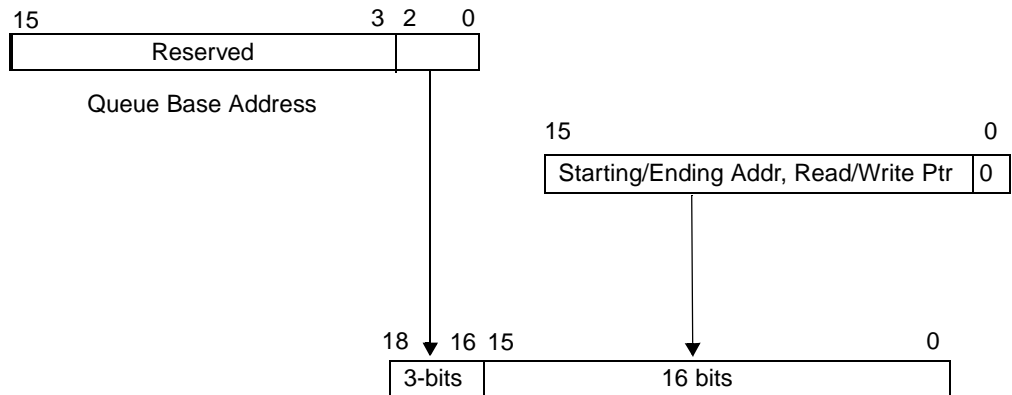 15 3 2 0
Reserved
Queue Base Address
15 0
Starting/Ending Addr, Read/Write Ptr 0
18 16 15 0
3-bits 16 bits